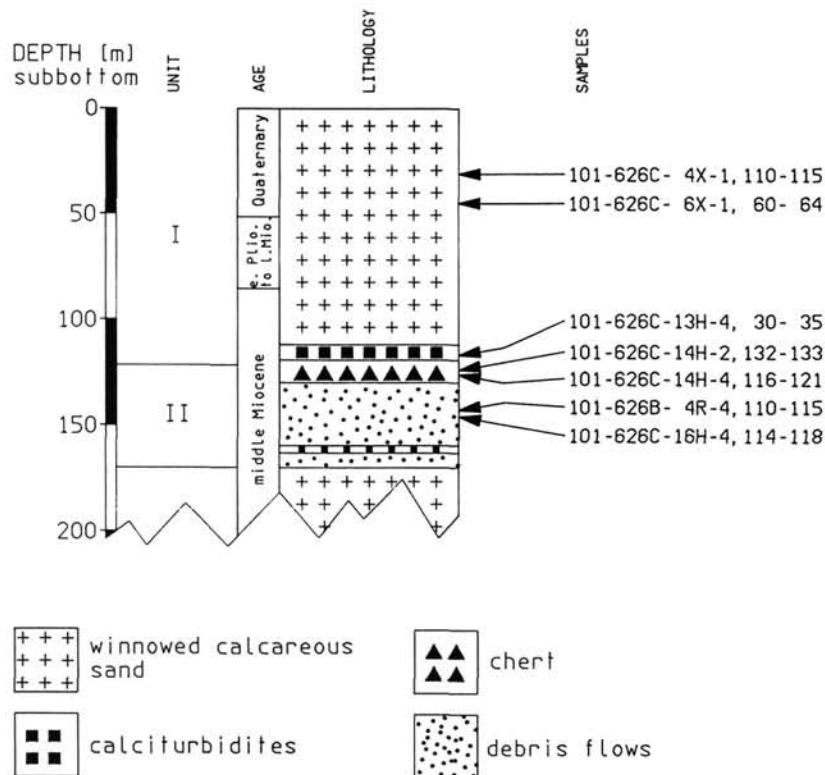 DEPTH [m]
subbottom
UNIT
AGE
LITHOLOGY
SAMPLES
0
50
100
150
200
I
II
Quaternary
e. Plio.
to l.Mio.
middle Miocene
101-626C- 4X-1, 110-115
101-626C- 6X-1, 60- 64
101-626C-13H-4, 30- 35
101-626C-14H-2, 132-133
101-626C-14H-4, 116-121
101-626B- 4R-4, 110-115
101-626C-16H-4, 114-118
winnowed calcareous
sand
chert
calciturbidites
debris flows